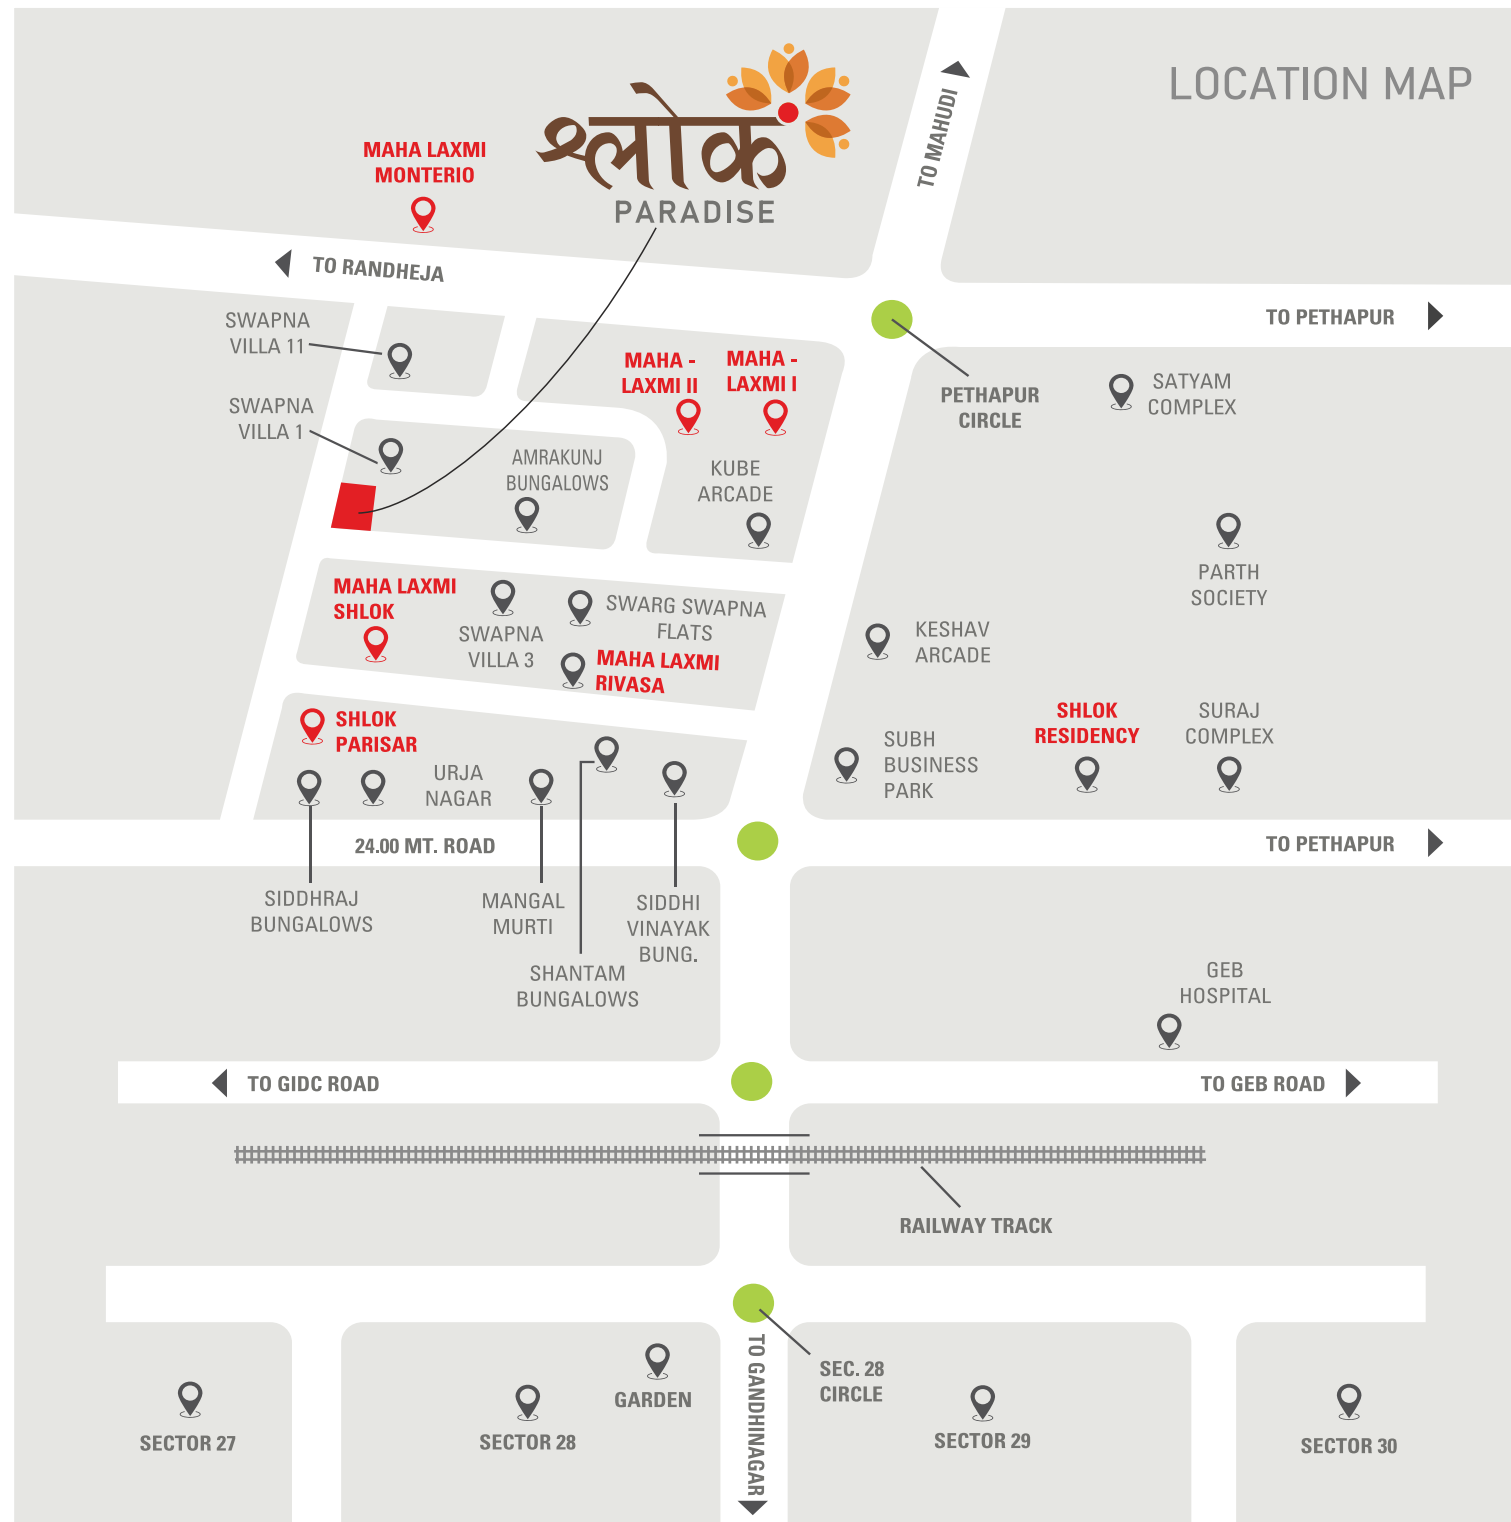 LOCATION MAP
श्लोक
PARADISE
TO MAHUDI
MAHA LAXMI
MONTERIO
TO RANDHEJA
TO PETHAPUR
SWAPNA
VILLA 11
SWAPNA
VILLA 1
MAHA -
LAXMI II
MAHA -
LAXMI I
PETHAPUR
CIRCLE
SATYAM
COMPLEX
AMRAKUNJ
BUNGALOWS
KUBE
ARCADE
PARTH
SOCIETY
MAHA LAXMI
SHLOK
SWAPNA
VILLA 3
SWARG SWAPNA
FLATS
MAHA LAXMI
RIVASA
KESHAV
ARCADE
SHLOK
PARISAR
URJA
NAGAR
SUBH
BUSINESS
PARK
SHLOK
RESIDENCY
SURAJ
COMPLEX
24.00 MT. ROAD
TO PETHAPUR
SIDDHRAJ
BUNGALOWS
MANGAL
MURTI
SIDDHI
VINAYAK
BUNG.
SHANTAM
BUNGALOWS
GEB
HOSPITAL
TO GIDC ROAD
TO GEB ROAD
RAILWAY TRACK
SEC. 28
CIRCLE
TO GANDHINAGAR
GARDEN
SECTOR 27
SECTOR 28
SECTOR 29
SECTOR 30